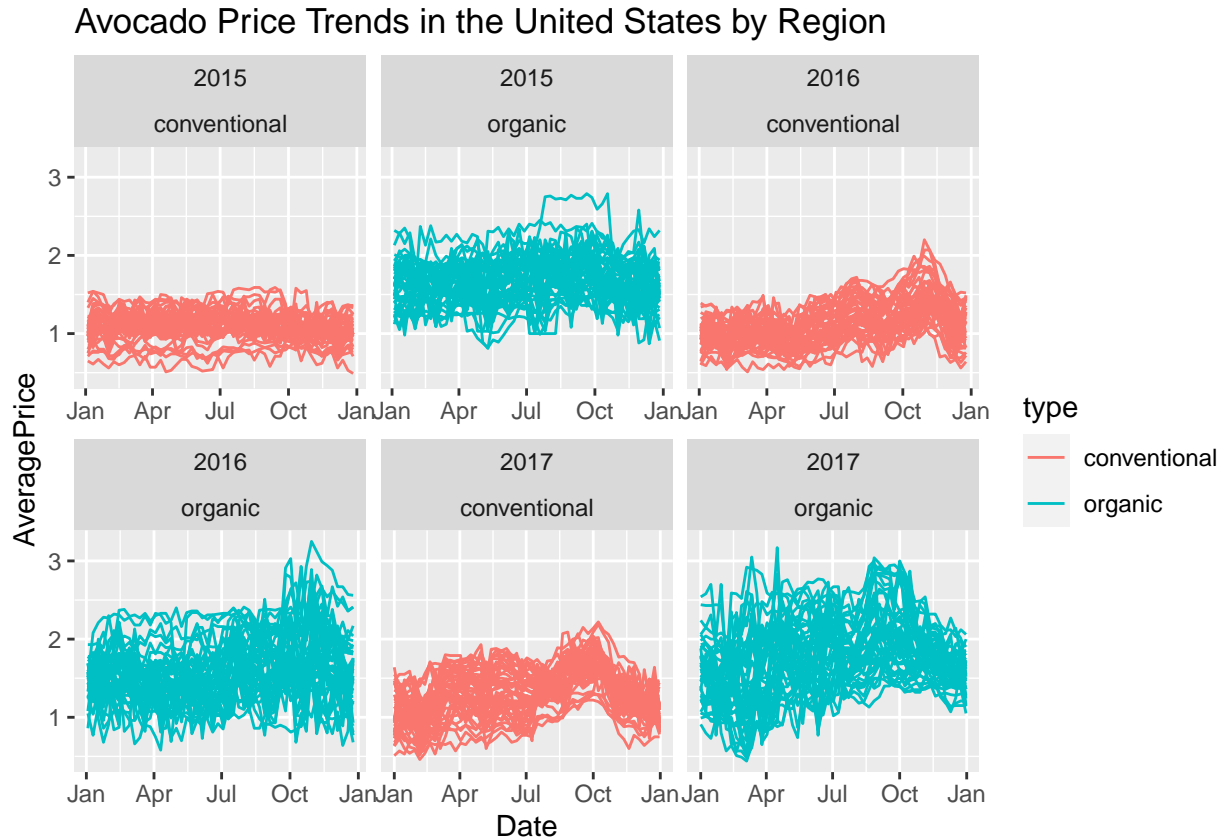 Avocado Price Trends in the United States by Region
2015
conventional
2015
organic
2016
conventional
3
2
1
Jan Apr Jul Oct Jan
Jan Apr Jul Oct Jan
Jan Apr Jul Oct Jan
2016
organic
2017
conventional
2017
organic
3
2
1
Jan Apr Jul Oct Jan
Jan Apr Jul Oct Jan
Jan Apr Jul Oct Jan
AveragePrice
Date
type
conventional
organic